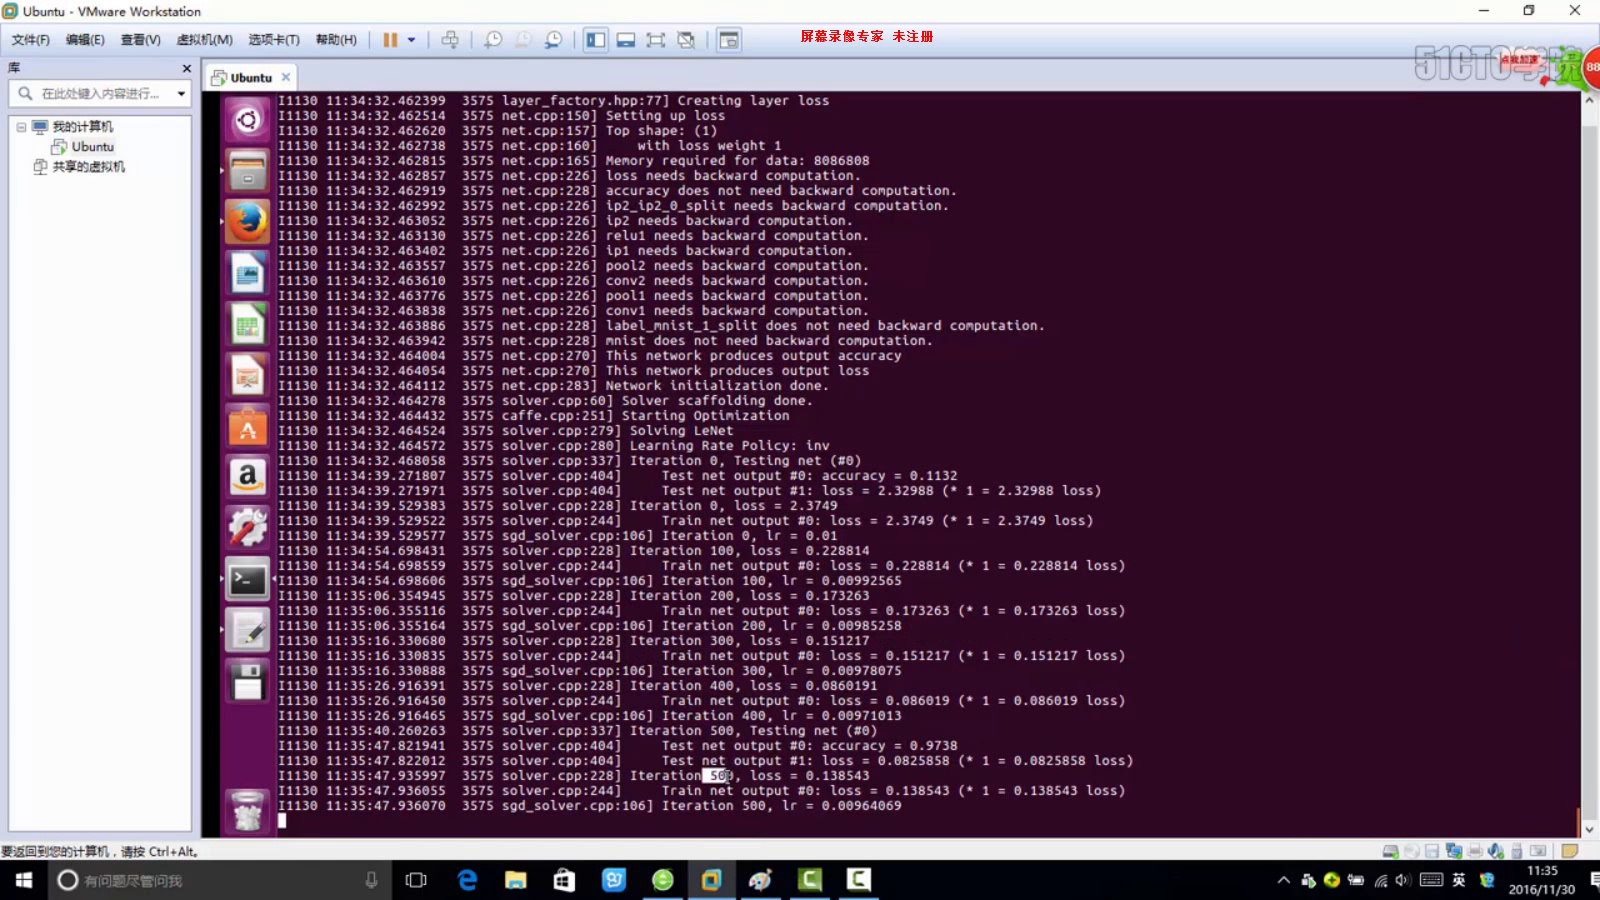 Ubuntu - VMware Workstation
文件(F) 编辑(E) 查看(V) 虚拟机(M) 选项卡(T) 帮助(H)
屏幕录像专家 未注册
51CTO学院
点我加速
88
库
在此处键入内容进行...
我的计算机
Ubuntu
共享的虚拟机
Ubuntu
I1130 11:34:32.462399  3575 layer_factory.hpp:77] Creating layer loss
I1130 11:34:32.462514  3575 net.cpp:150] Setting up loss
I1130 11:34:32.462620  3575 net.cpp:157] Top shape: (1)
I1130 11:34:32.462738  3575 net.cpp:160]     with loss weight 1
I1130 11:34:32.462815  3575 net.cpp:165] Memory required for data: 8086808
I1130 11:34:32.462857  3575 net.cpp:226] loss needs backward computation.
I1130 11:34:32.462919  3575 net.cpp:228] accuracy does not need backward computation.
I1130 11:34:32.462992  3575 net.cpp:226] ip2_ip2_0_split needs backward computation.
I1130 11:34:32.463052  3575 net.cpp:226] ip2 needs backward computation.
I1130 11:34:32.463130  3575 net.cpp:226] relu1 needs backward computation.
I1130 11:34:32.463402  3575 net.cpp:226] ip1 needs backward computation.
I1130 11:34:32.463557  3575 net.cpp:226] pool2 needs backward computation.
I1130 11:34:32.463610  3575 net.cpp:226] conv2 needs backward computation.
I1130 11:34:32.463776  3575 net.cpp:226] pool1 needs backward computation.
I1130 11:34:32.463838  3575 net.cpp:226] conv1 needs backward computation.
I1130 11:34:32.463886  3575 net.cpp:228] label_mnist_1_split does not need backward computation.
I1130 11:34:32.463942  3575 net.cpp:228] mnist does not need backward computation.
I1130 11:34:32.464004  3575 net.cpp:270] This network produces output accuracy
I1130 11:34:32.464054  3575 net.cpp:270] This network produces output loss
I1130 11:34:32.464112  3575 net.cpp:283] Network initialization done.
I1130 11:34:32.464278  3575 solver.cpp:60] Solver scaffolding done.
I1130 11:34:32.464432  3575 caffe.cpp:251] Starting Optimization
I1130 11:34:32.464524  3575 solver.cpp:279] Solving LeNet
I1130 11:34:32.464572  3575 solver.cpp:280] Learning Rate Policy: inv
I1130 11:34:32.468058  3575 solver.cpp:337] Iteration 0, Testing net (#0)
I1130 11:34:39.271807  3575 solver.cpp:404]     Test net output #0: accuracy = 0.1132
I1130 11:34:39.271971  3575 solver.cpp:404]     Test net output #1: loss = 2.32988 (* 1 = 2.32988 loss)
I1130 11:34:39.529383  3575 solver.cpp:228] Iteration 0, loss = 2.3749
I1130 11:34:39.529522  3575 solver.cpp:244]     Train net output #0: loss = 2.3749 (* 1 = 2.3749 loss)
I1130 11:34:39.529577  3575 sgd_solver.cpp:106] Iteration 0, lr = 0.01
I1130 11:34:54.698431  3575 solver.cpp:228] Iteration 100, loss = 0.228814
I1130 11:34:54.698559  3575 solver.cpp:244]     Train net output #0: loss = 0.228814 (* 1 = 0.228814 loss)
I1130 11:34:54.698606  3575 sgd_solver.cpp:106] Iteration 100, lr = 0.00992565
I1130 11:35:06.354945  3575 solver.cpp:228] Iteration 200, loss = 0.173263
I1130 11:35:06.355116  3575 solver.cpp:244]     Train net output #0: loss = 0.173263 (* 1 = 0.173263 loss)
I1130 11:35:06.355164  3575 sgd_solver.cpp:106] Iteration 200, lr = 0.00985258
I1130 11:35:16.330680  3575 solver.cpp:228] Iteration 300, loss = 0.151217
I1130 11:35:16.330835  3575 solver.cpp:244]     Train net output #0: loss = 0.151217 (* 1 = 0.151217 loss)
I1130 11:35:16.330888  3575 sgd_solver.cpp:106] Iteration 300, lr = 0.00978075
I1130 11:35:26.916391  3575 solver.cpp:228] Iteration 400, loss = 0.0860191
I1130 11:35:26.916450  3575 solver.cpp:244]     Train net output #0: loss = 0.086019 (* 1 = 0.086019 loss)
I1130 11:35:26.916465  3575 sgd_solver.cpp:106] Iteration 400, lr = 0.00971013
I1130 11:35:40.260263  3575 solver.cpp:337] Iteration 500, Testing net (#0)
I1130 11:35:47.821941  3575 solver.cpp:404]     Test net output #0: accuracy = 0.9738
I1130 11:35:47.822012  3575 solver.cpp:404]     Test net output #1: loss = 0.0825858 (* 1 = 0.0825858 loss)
I1130 11:35:47.935997  3575 solver.cpp:228] Iteration 500, loss = 0.138543
I1130 11:35:47.936055  3575 solver.cpp:244]     Train net output #0: loss = 0.138543 (* 1 = 0.138543 loss)
I1130 11:35:47.936070  3575 sgd_solver.cpp:106] Iteration 500, lr = 0.00964069
要返回到您的计算机，请按 Ctrl+Alt。
有问题尽管问我
英
11:35
2016/11/30